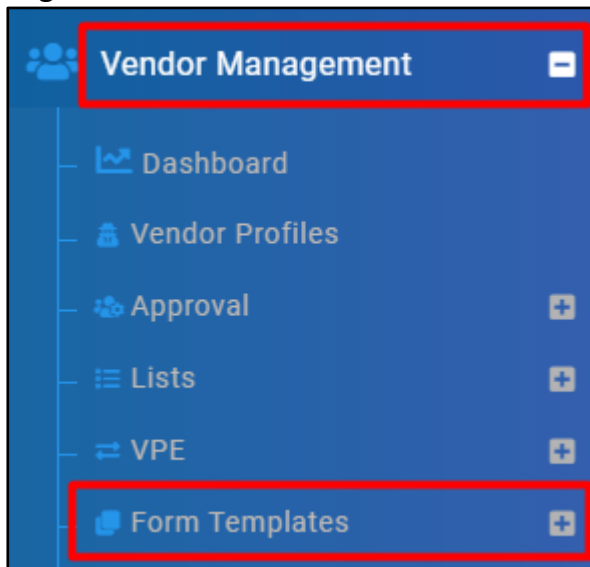 Vendor Management
Dashboard
Vendor Profiles
Approval
Lists
VPE
Form Templates